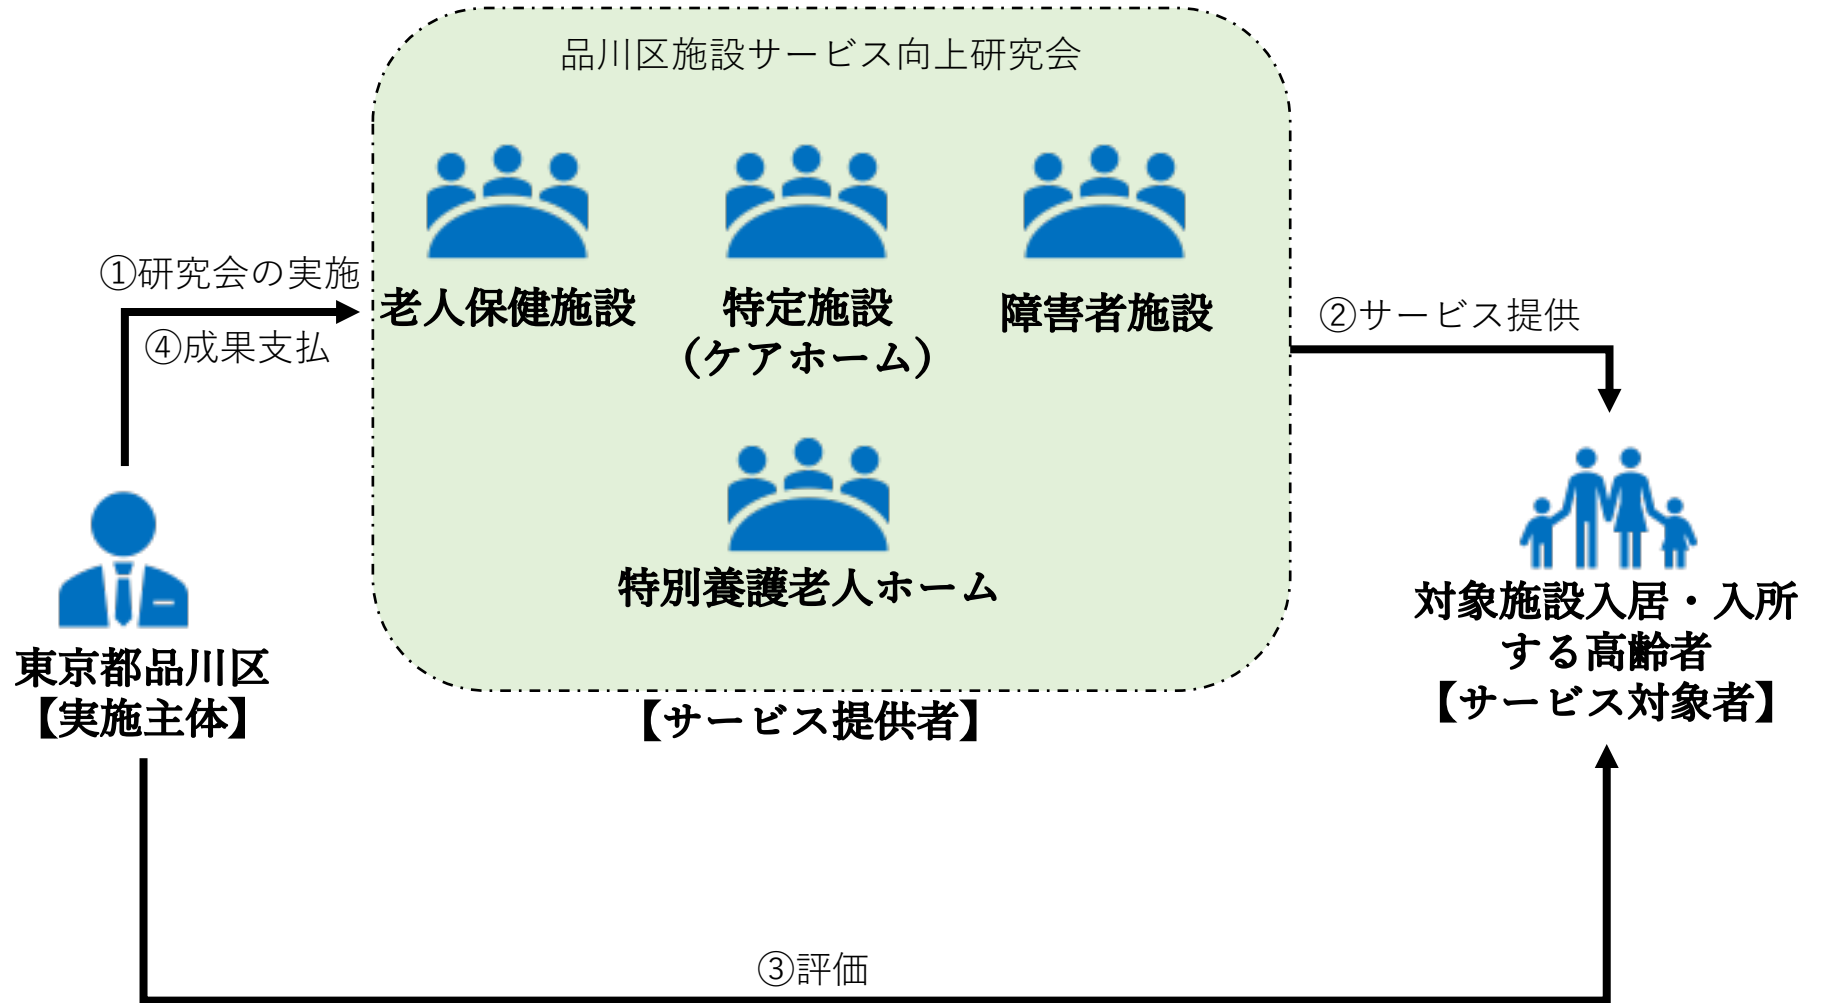 品川区施設サービス向上研究会
①研究会の実施
④成果支払
老人保健施設
特定施設
（ケアホーム）
障害者施設
特別養護老人ホーム
【サービス提供者】
②サービス提供
東京都品川区
【実施主体】
対象施設入居・入所
する高齢者
【サービス対象者】
③評価